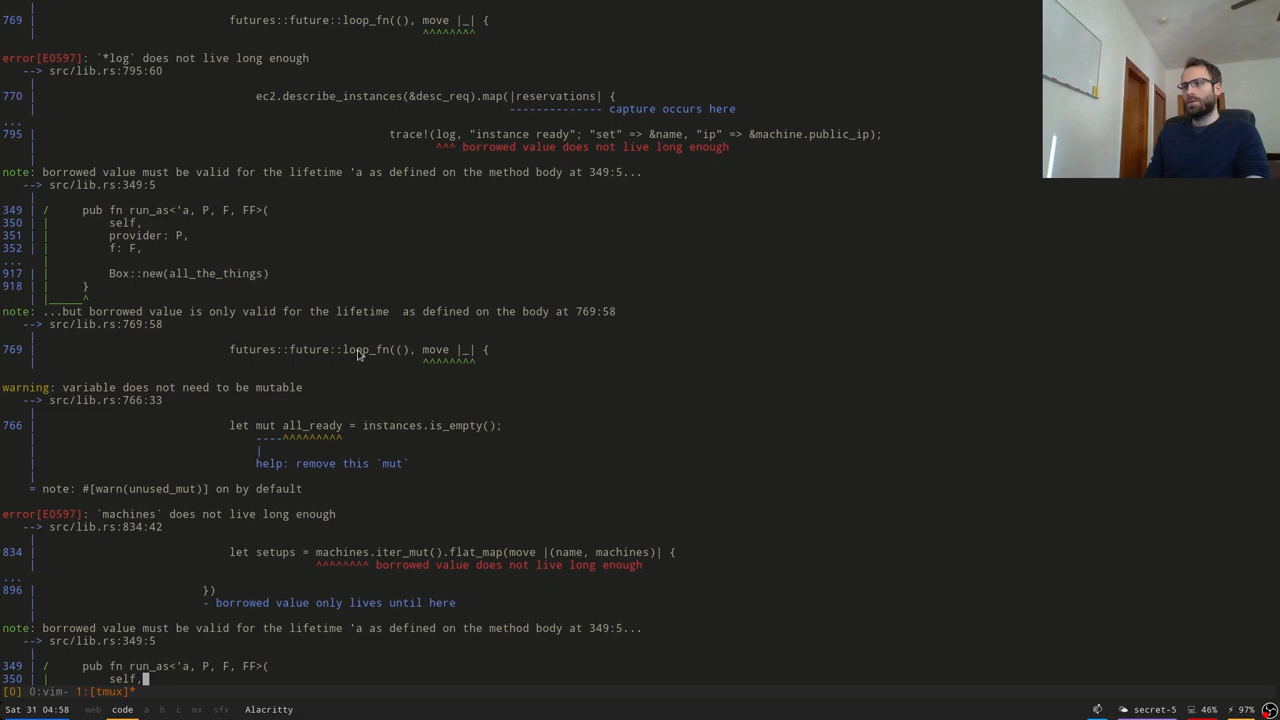 769 |                              futures::future::loop_fn((), move |_| {
    |                                                           ^^^^^^^^
error[E0597]: `*log` does not live long enough
   --> src/lib.rs:795:60
    |
770 |                                  ec2.describe_instances(&desc_req).map(|reservations| {
    |                                                                        -------------- capture occurs here
...
795 |                                                      trace!(log, "instance ready"; "set" => &name, "ip" => &machine.public_ip);
    |                                                             ^^^ borrowed value does not live long enough
    |
note: borrowed value must be valid for the lifetime 'a as defined on the method body at 349:5...
   --> src/lib.rs:349:5
    |
349 | /     pub fn run_as<'a, P, F, FF>(
350 | |         self,
351 | |         provider: P,
352 | |         f: F,
... |
917 | |         Box::new(all_the_things)
918 | |     }
    | |_____^
note: ...but borrowed value is only valid for the lifetime  as defined on the body at 769:58
   --> src/lib.rs:769:58
    |
769 |                              futures::future::loop_fn((), move |_| {
    |                                                           ^^^^^^^^
warning: variable does not need to be mutable
   --> src/lib.rs:766:33
    |
766 |                              let mut all_ready = instances.is_empty();
    |                                  ----^^^^^^^^^
    |                                  |
    |                                  help: remove this `mut`
    |
    = note: #[warn(unused_mut)] on by default
error[E0597]: `machines` does not live long enough
   --> src/lib.rs:834:42
    |
834 |                              let setups = machines.iter_mut().flat_map(move |(name, machines)| {
    |                                           ^^^^^^^^ borrowed value does not live long enough
...
896 |                          })
    |                          - borrowed value only lives until here
    |
note: borrowed value must be valid for the lifetime 'a as defined on the method body at 349:5...
   --> src/lib.rs:349:5
    |
349 | /     pub fn run_as<'a, P, F, FF>(
350 | |         self,
[0] 0:vim- 1:[tmux]*
Sat 31 04:58 web code a b c mx sfx Alacritty secret-5 46% 97%